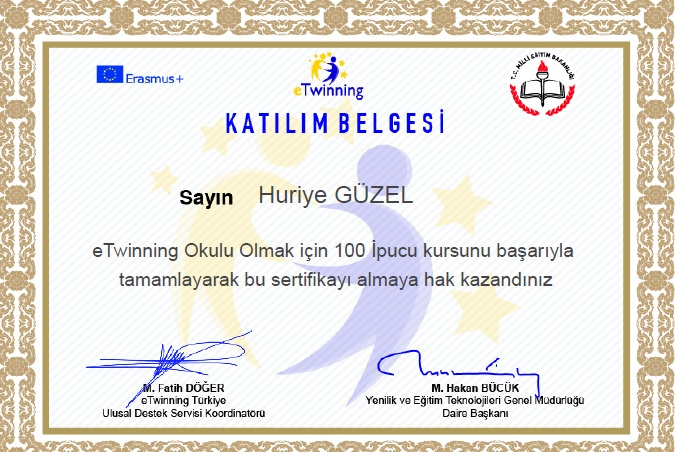 Erasmus+
eTwinning
T.C. MİLLİ EĞİTİM BAKANLIĞI
KATILIM BELGESİ
Sayın Huriye GÜZEL
eTwinning Okulu Olmak için 100 İpucu kursunu başarıyla
tamamlayarak bu sertifikayı almaya hak kazandınız
M. Fatih DÖĞER
eTwinning Türkiye
Ulusal Destek Servisi Koordinatörü
M. Hakan BÜCÜK
Yenilik ve Eğitim Teknolojileri Genel Müdürlüğü
Daire Başkanı